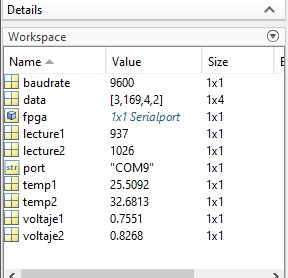 Details
Workspace
Name Value Size
baudrate 9600 1x1
data [3,169,4,2] 1x4
fpga 1x1 Serialport 1x1
lecture1 937 1x1
lecture2 1026 1x1
str port "COM9" 1x1
temp1 25.5092 1x1
temp2 32.6813 1x1
voltaje1 0.7551 1x1
voltaje2 0.8268 1x1